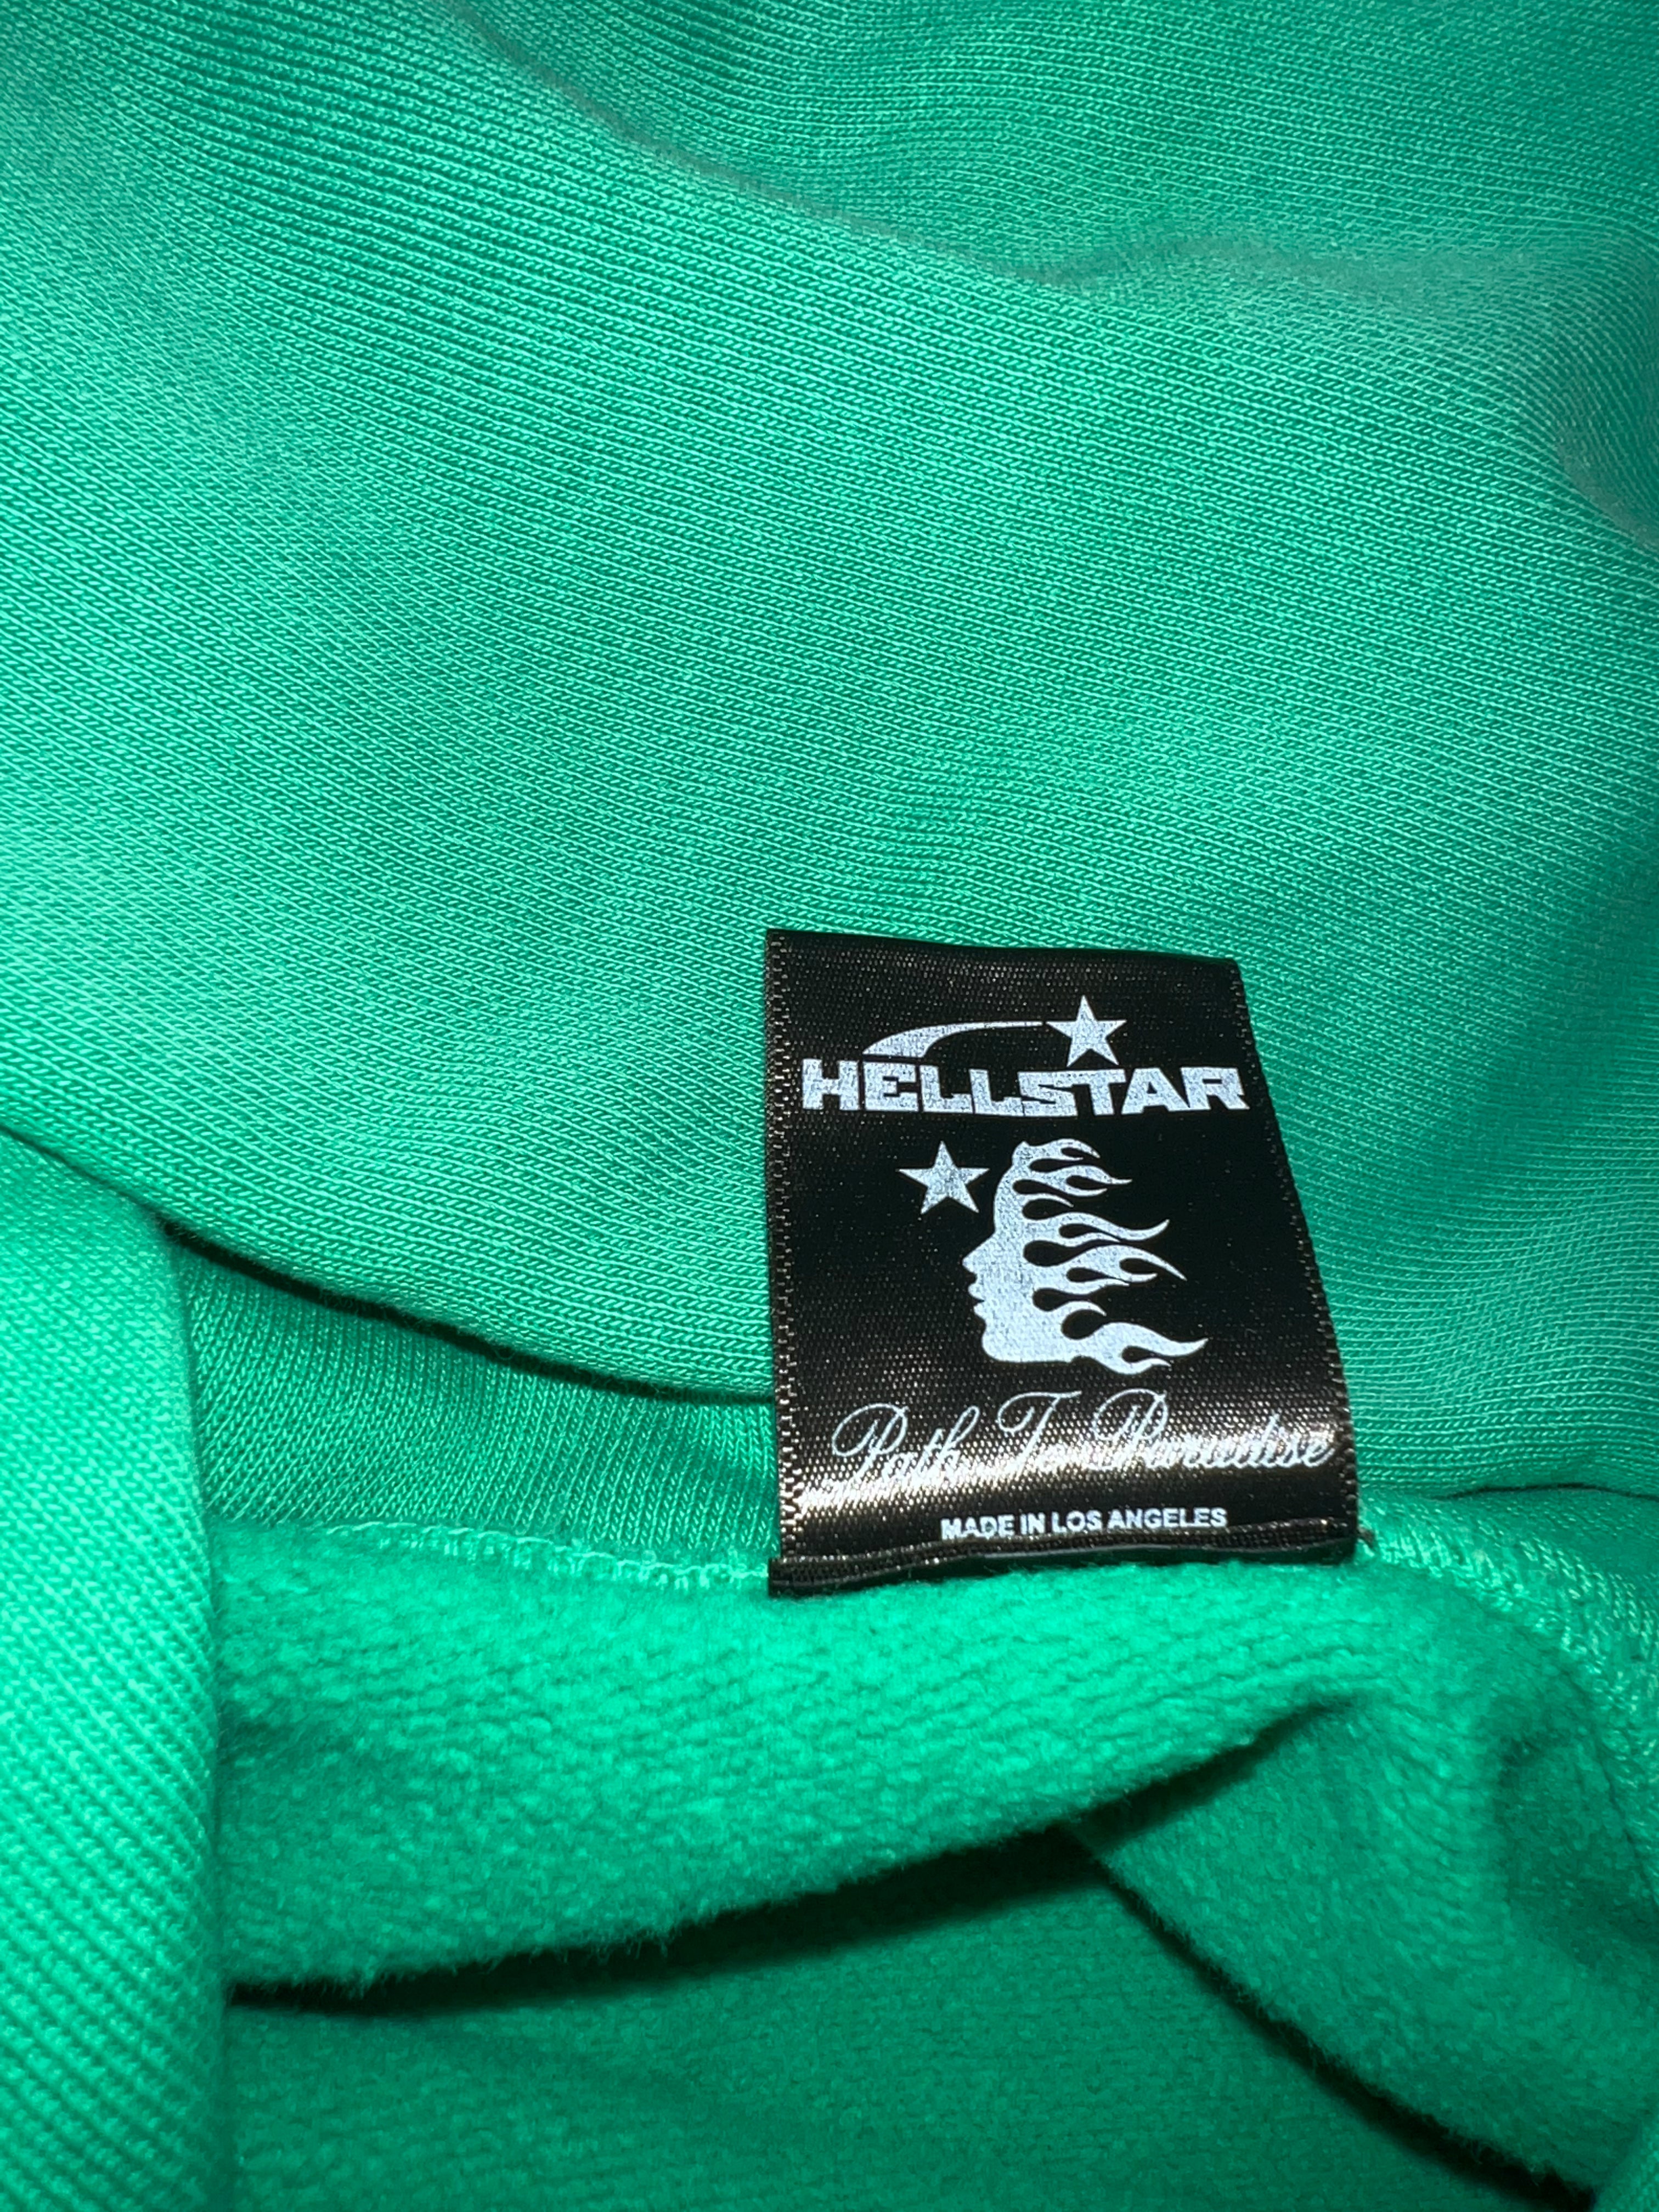 HELLSTAR
Path To Paradise
MADE IN LOS ANGELES